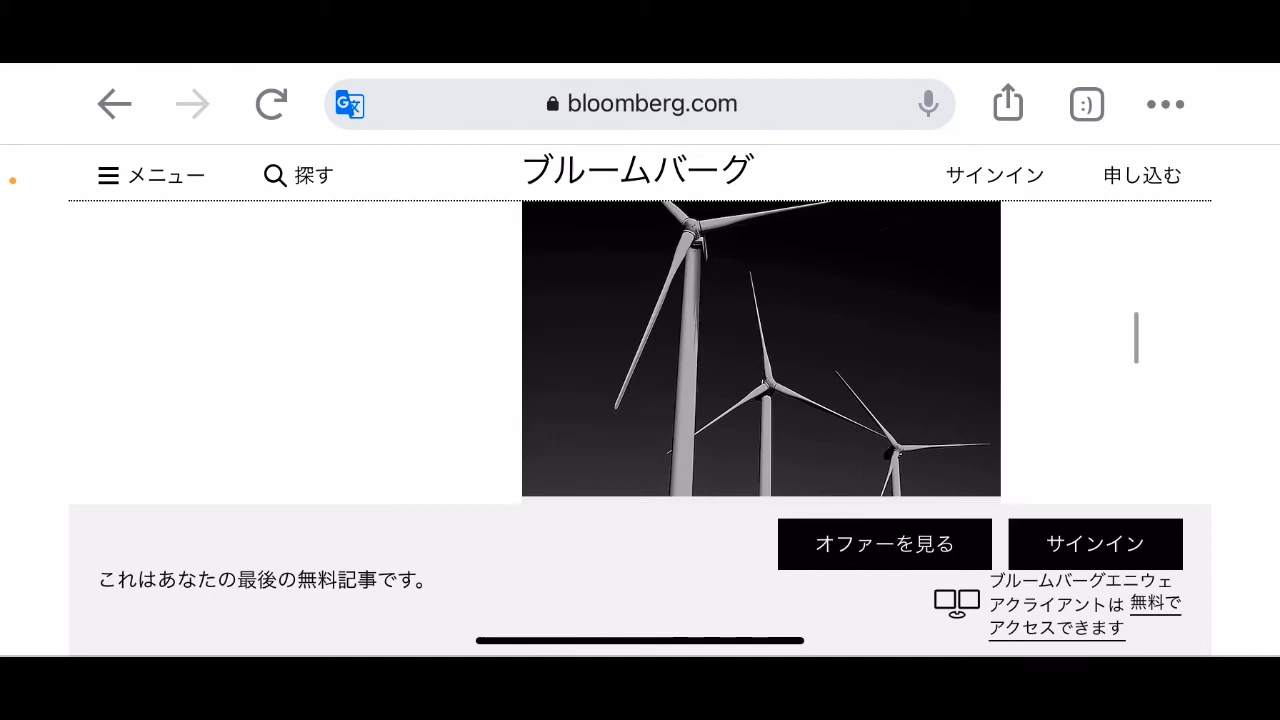 bloomberg.com
:)
メニュー
探す
ブルームバーグ
サインイン
申し込む
オファーを見る
サインイン
これはあなたの最後の無料記事です。
ブルームバーグエニウェ
アクライアントは 無料で
アクセスできます